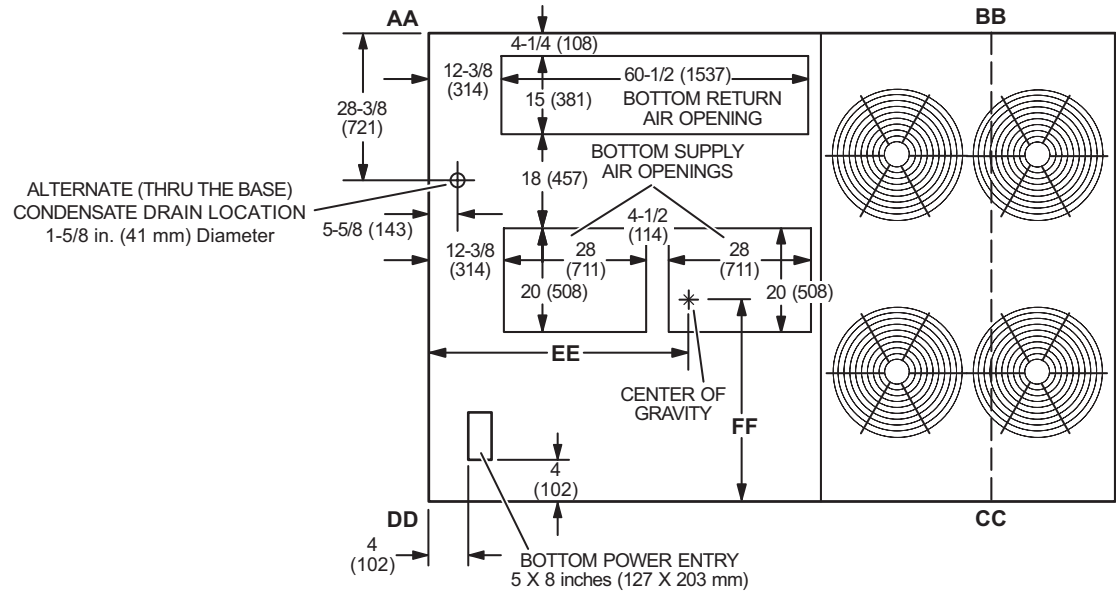 AA
BB
4-1/4 (108)
12-3/8
(314)
60-1/2 (1537)
28-3/8
(721)
15 (381)
BOTTOM RETURN
AIR OPENING
BOTTOM SUPPLY
AIR OPENINGS
18 (457)
ALTERNATE (THRU THE BASE)
CONDENSATE DRAIN LOCATION
1-5/8 in. (41 mm) Diameter
5-5/8 (143)
4-1/2
(114)
12-3/8
(314)
28
(711)
28
(711)
20 (508)
20 (508)
EE
CENTER OF
GRAVITY
FF
4
(102)
DD
CC
4
(102)
BOTTOM POWER ENTRY
5 X 8 inches (127 X 203 mm)